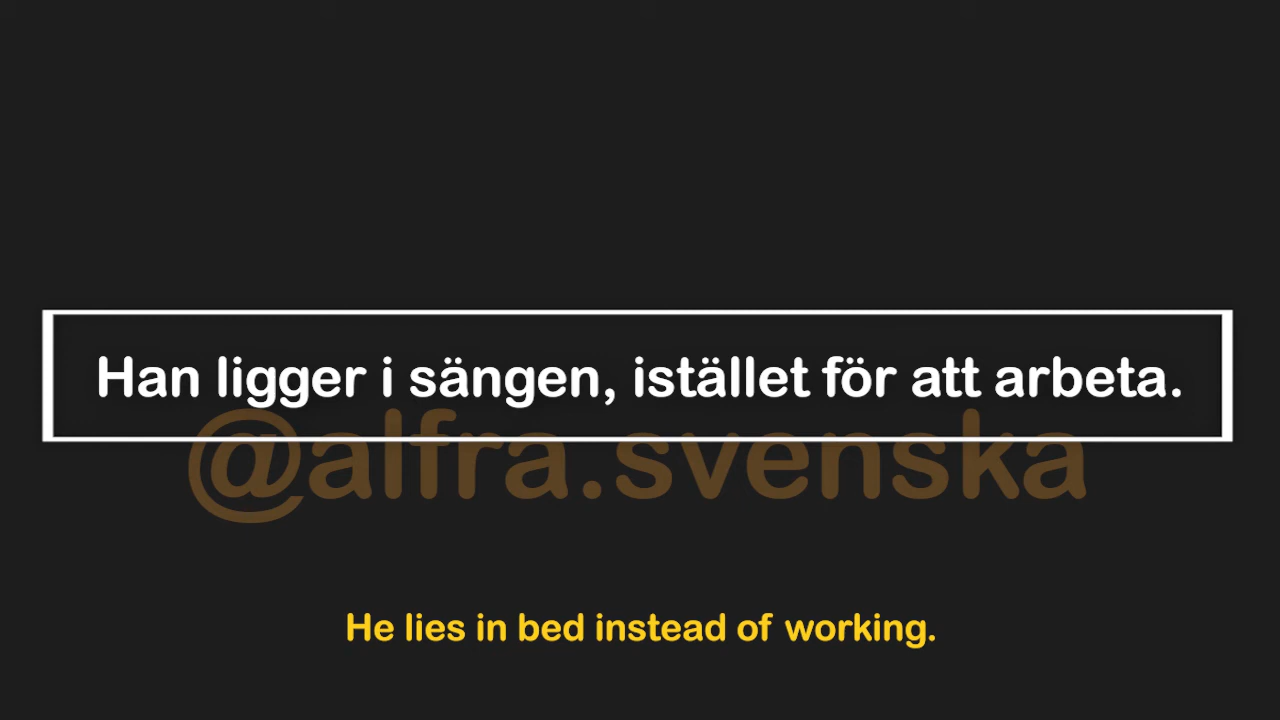 Han ligger i sängen, istället för att arbeta.
@alfra.svenska
He lies in bed instead of working.